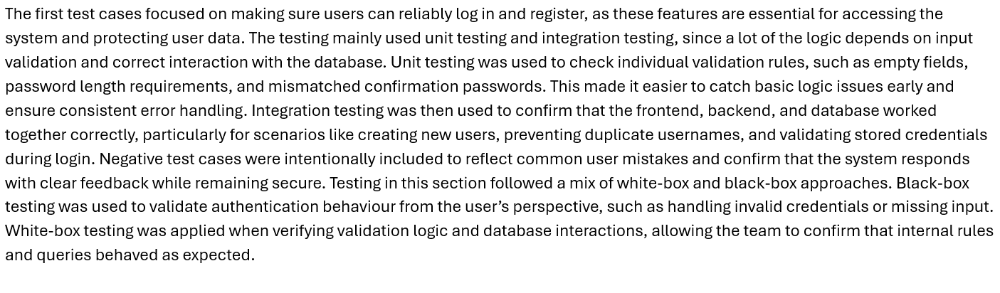 The first test cases focused on making sure users can reliably log in and register, as these features are essential for accessing the
system and protecting user data. The testing mainly used unit testing and integration testing, since a lot of the logic depends on input
validation and correct interaction with the database. Unit testing was used to check individual validation rules, such as empty fields,
password length requirements, and mismatched confirmation passwords. This made it easier to catch basic logic issues early and
ensure consistent error handling. Integration testing was then used to confirm that the frontend, backend, and database worked
together correctly, particularly for scenarios like creating new users, preventing duplicate usernames, and validating stored credentials
during login. Negative test cases were intentionally included to reflect common user mistakes and confirm that the system responds
with clear feedback while remaining secure. Testing in this section followed a mix of white-box and black-box approaches. Black-box
testing was used to validate authentication behaviour from the user’s perspective, such as handling invalid credentials or missing input.
White-box testing was applied when verifying validation logic and database interactions, allowing the team to confirm that internal rules
and queries behaved as expected.